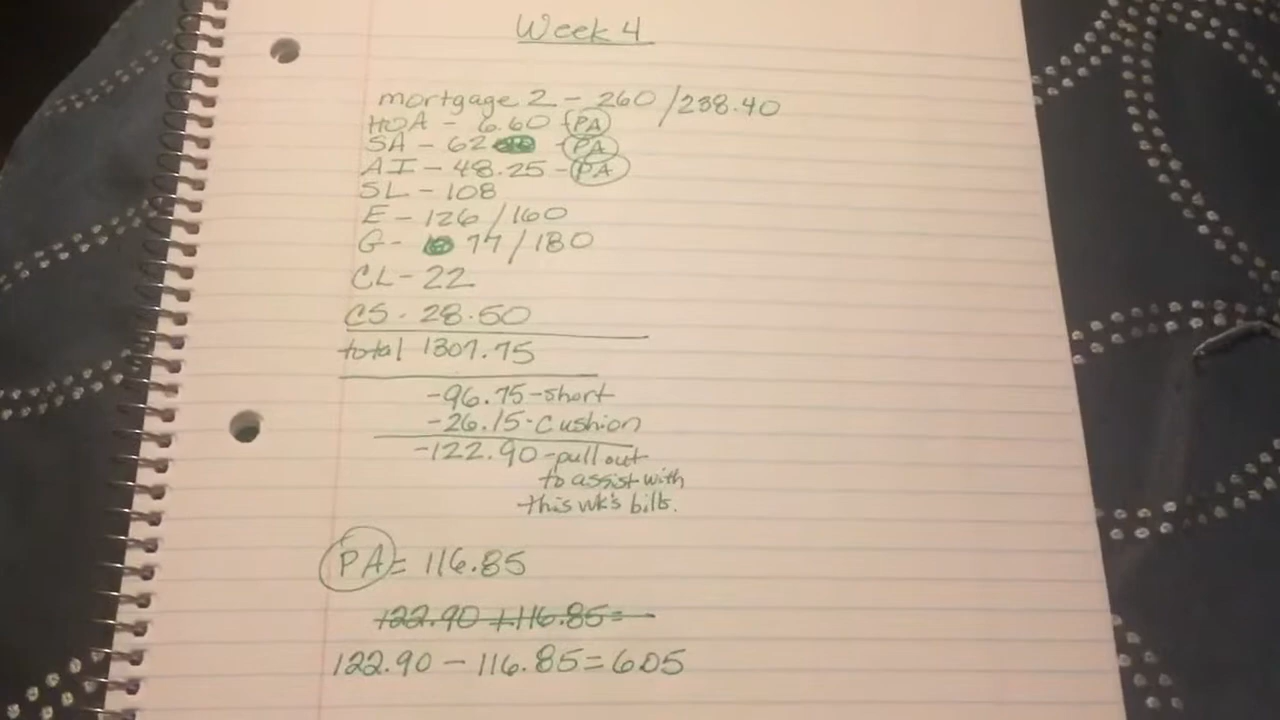 Week 4
mortgage 2 - 260 / 238.40
HOA - 6.60 - PA
SA - 62 - PA
AI - 48.25 - PA
SL - 108
E - 126 / 160
G - 77 / 180
CL - 22
CS - 28.50
total 1307.75
-96.75 - short
-26.15 - Cushion
-122.90 - pull out
to assist with
this wk's bills.
PA = 116.85
122.90 + 116.85 =
122.90 - 116.85 = 6.05